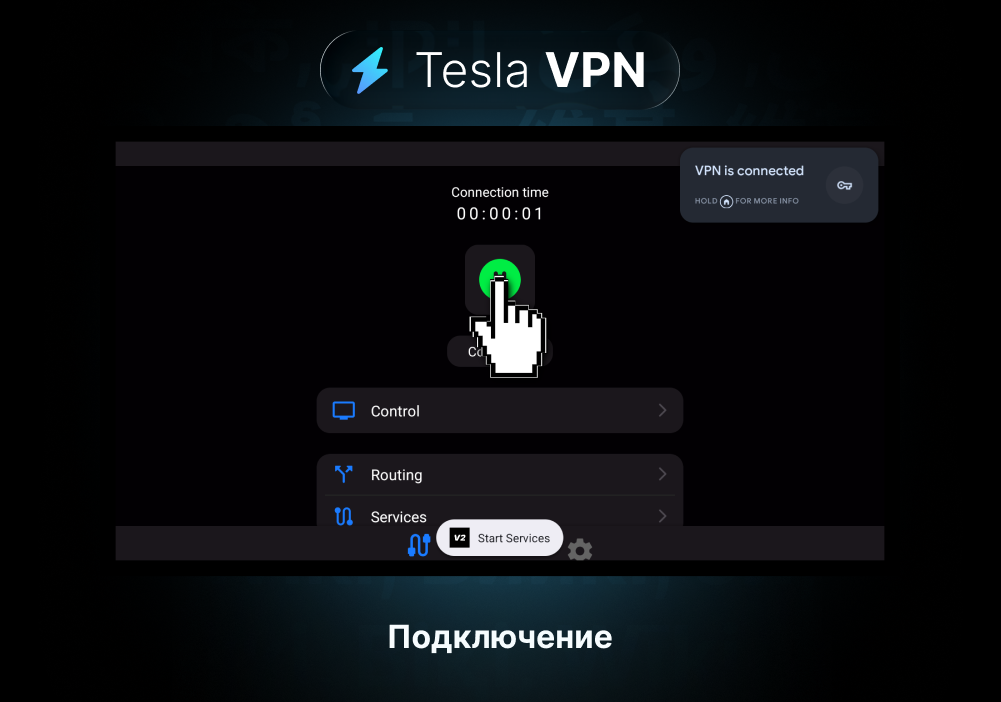 Tesla VPN
VPN is connected
HOLD FOR MORE INFO
Connection time
00:00:01
Control
Routing
Services
V2 Start Services
Подключение